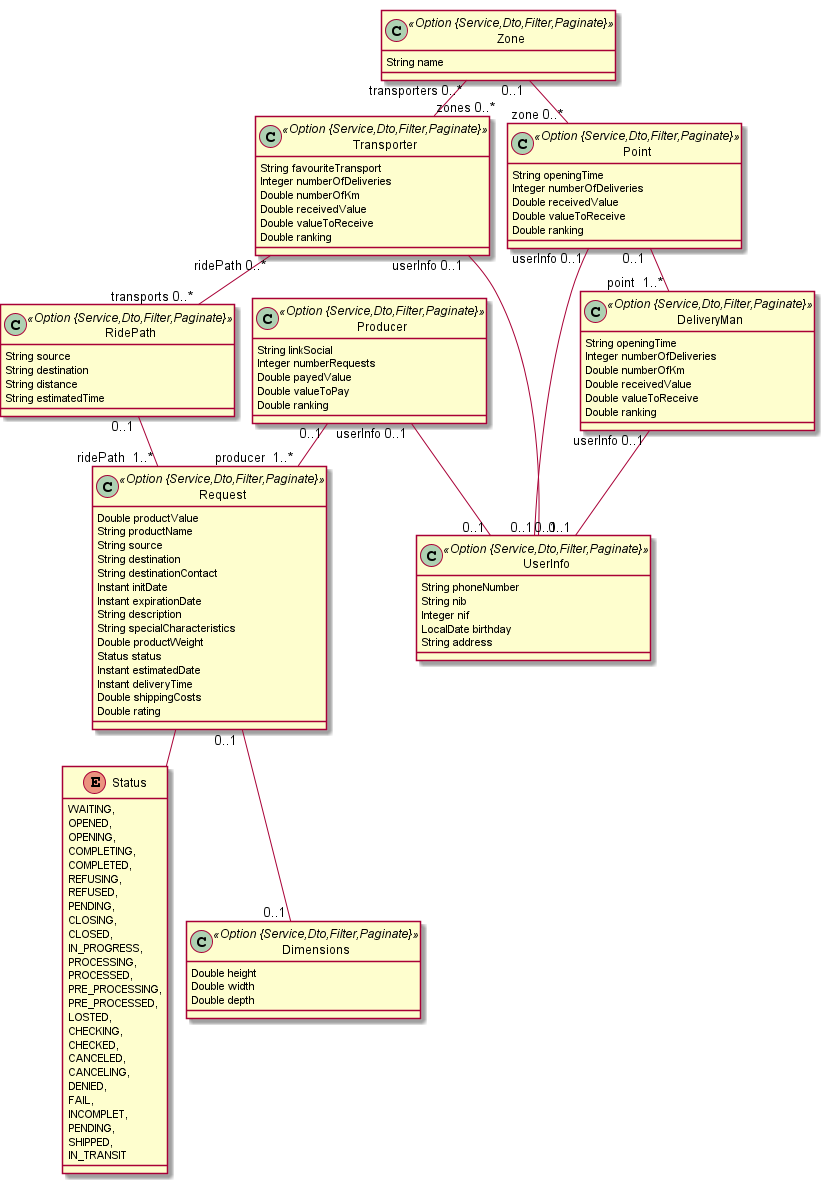 C «Option {Service,Dto,Filter,Paginate}»
Zone
String name
transporters 0..*
0..1
zones 0..*
zone 0..*
C «Option {Service,Dto,Filter,Paginate}»
Transporter
String favouriteTransport
Integer numberOfDeliveries
Double numberOfKm
Double receivedValue
Double valueToReceive
Double ranking
C «Option {Service,Dto,Filter,Paginate}»
Point
String openingTime
Integer numberOfDeliveries
Double receivedValue
Double valueToReceive
Double ranking
ridePath 0..*
userInfo 0..1
userInfo 0..1
0..1
transports 0..*
point 1..*
C «Option {Service,Dto,Filter,Paginate}»
RidePath
String source
String destination
String distance
String estimatedTime
C «Option {Service,Dto,Filter,Paginate}»
Producer
String linkSocial
Integer numberRequests
Double payedValue
Double valueToPay
Double ranking
C «Option {Service,Dto,Filter,Paginate}»
DeliveryMan
String openingTime
Integer numberOfDeliveries
Double numberOfKm
Double receivedValue
Double valueToReceive
Double ranking
0..1
0..1
userInfo 0..1
userInfo 0..1
ridePath 1..*
producer 1..*
C «Option {Service,Dto,Filter,Paginate}»
Request
Double productValue
String productName
String source
String destination
String destinationContact
Instant initDate
Instant expirationDate
String description
String specialCharacteristics
Double productWeight
Status status
Instant estimatedDate
Instant deliveryTime
Double shippingCosts
Double rating
0..1
0..1
0..1
0..1
C «Option {Service,Dto,Filter,Paginate}»
UserInfo
String phoneNumber
String nib
Integer nif
LocalDate birthday
String address
0..1
E Status
WAITING,
OPENED,
OPENING,
COMPLETING,
COMPLETED,
REFUSING,
REFUSED,
PENDING,
CLOSING,
CLOSED,
IN_PROGRESS,
PROCESSING,
PROCESSED,
PRE_PROCESSING,
PRE_PROCESSED,
LOSTED,
CHECKING,
CHECKED,
CANCELED,
CANCELING,
DENIED,
FAIL,
INCOMPLET,
PENDING,
SHIPPED,
IN_TRANSIT
0..1
C «Option {Service,Dto,Filter,Paginate}»
Dimensions
Double height
Double width
Double depth